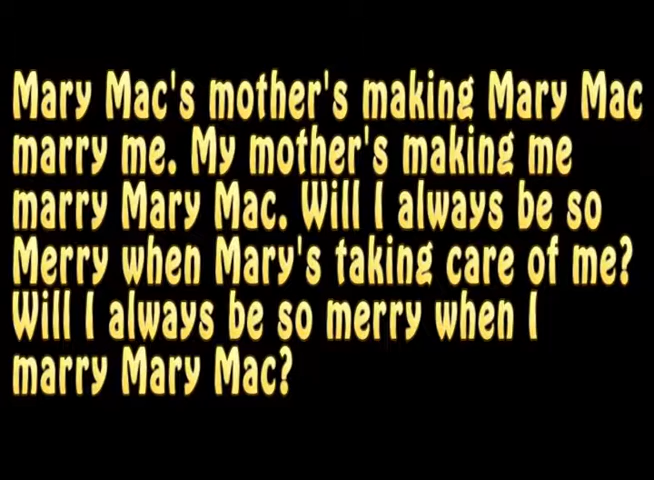 Mary Mac's mother's making Mary Mac
marry me. My mother's making me
marry Mary Mac. Will I always be so
Merry when Mary's taking care of me?
Will I always be so merry when I
marry Mary Mac?